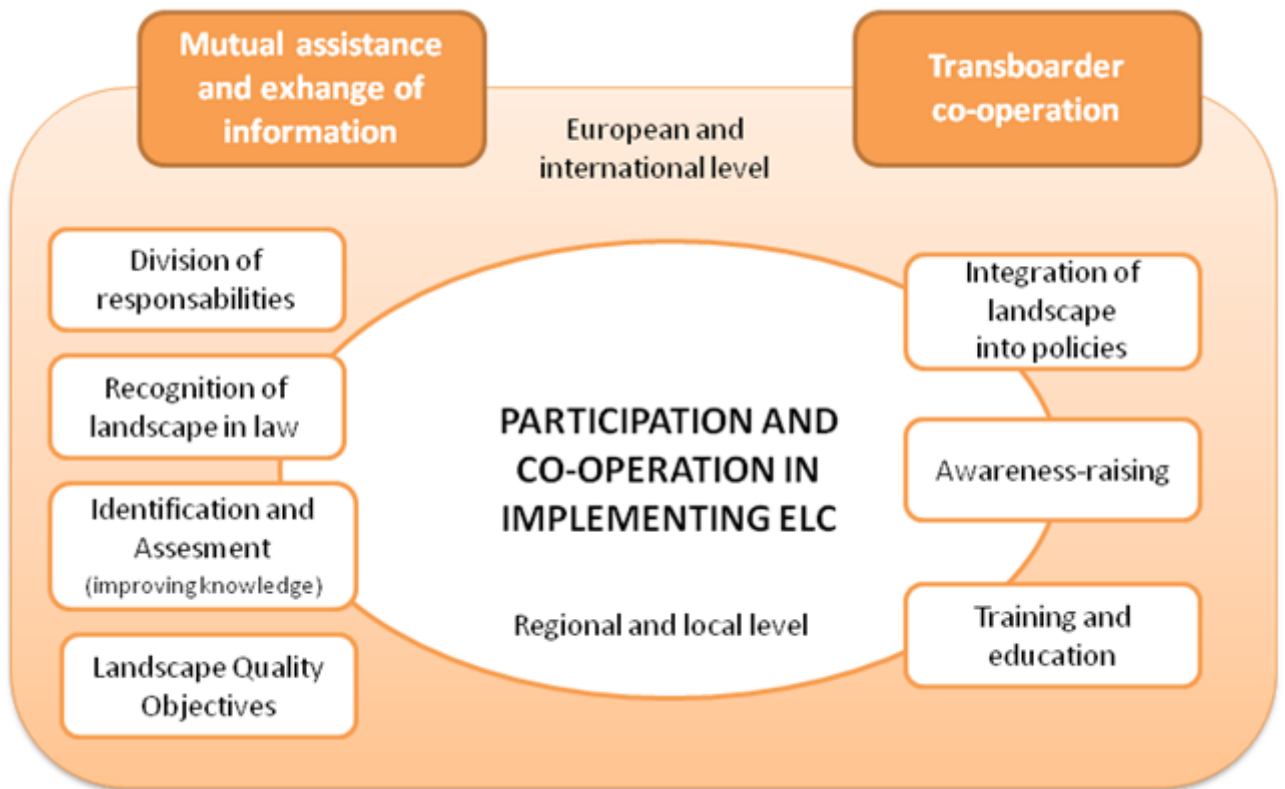 Mutual assistance
and exhange of
information
Transboarder
co-operation
European and
international level
Division of
responsabilities
Recognition of
landscape in law
Identification and
Assesment
(improving knowledge)
Landscape Quality
Objectives
PARTICIPATION AND
CO-OPERATION IN
IMPLEMENTING ELC
Regional and local level
Integration of
landscape
into policies
Awareness-raising
Training and
education